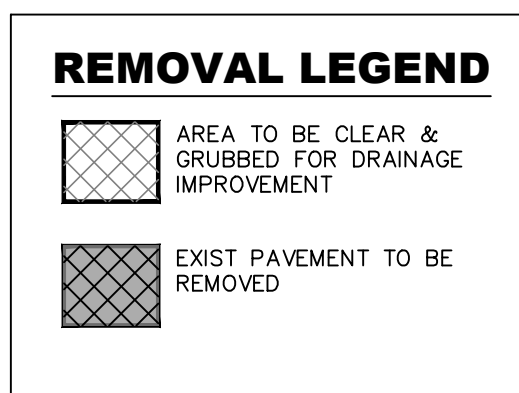 REMOVAL LEGEND
AREA TO BE CLEAR &
GRUBBED FOR DRAINAGE
IMPROVEMENT
EXIST PAVEMENT TO BE
REMOVED